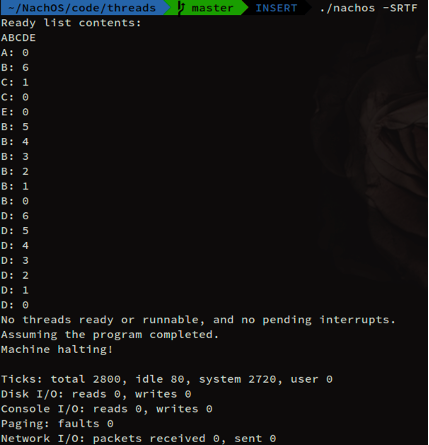 ~/NachOS/code/threads master INSERT ./nachos -SRTF
Ready list contents:
ABCDE
A: 0
B: 6
C: 1
C: 0
E: 0
B: 5
B: 4
B: 3
B: 2
B: 1
B: 0
D: 6
D: 5
D: 4
D: 3
D: 2
D: 1
D: 0
No threads ready or runnable, and no pending interrupts.
Assuming the program completed.
Machine halting!
Ticks: total 2800, idle 80, system 2720, user 0
Disk I/O: reads 0, writes 0
Console I/O: reads 0, writes 0
Paging: faults 0
Network I/O: packets received 0, sent 0